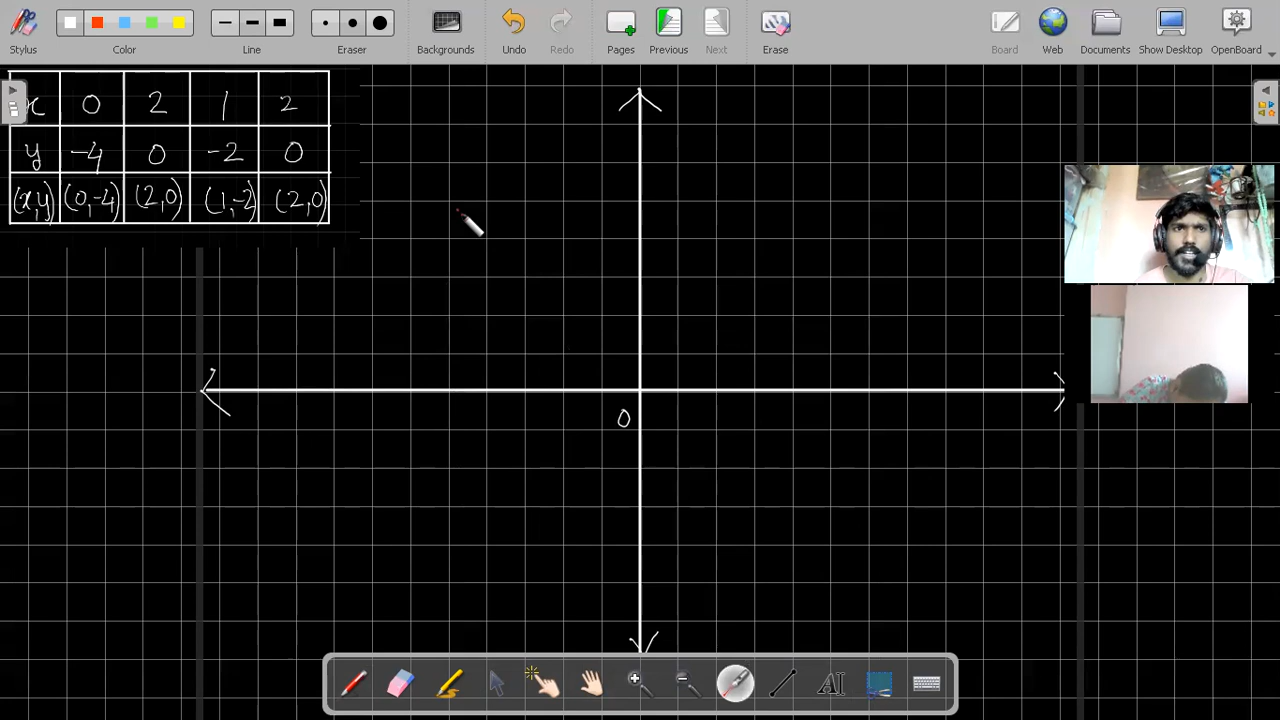 Stylus Color Line Eraser Backgrounds Undo Redo Pages Previous Next Erase Board Web Documents Show Desktop OpenBoard
x 0 2 1 2
y -4 0 -2 0
(x,y) (0,-4) (2,0) (1,-2) (2,0)
0
AI